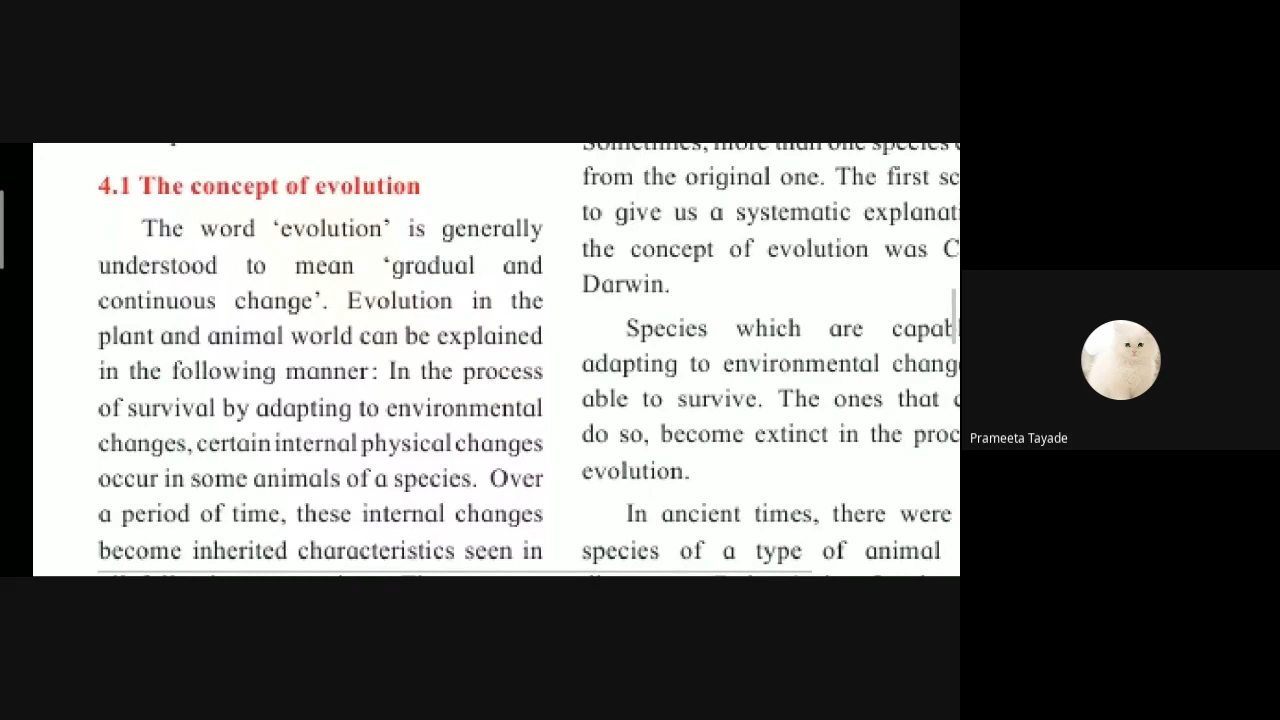 4.1 The concept of evolution
The word ‘evolution’ is generally
understood to mean ‘gradual and
continuous change’. Evolution in the
plant and animal world can be explained
in the following manner: In the process
of survival by adapting to environmental
changes, certain internal physical changes
occur in some animals of a species. Over
a period of time, these internal changes
become inherited characteristics seen in
Sometimes, more than one species
from the original one. The first
to give us a systematic
the concept of evolution was
Darwin.
Species which are
adapting to environmental
able to survive. The ones that
do so, become extinct in the
evolution.
In ancient times, there were
species of a type of animal
Prameeta Tayade